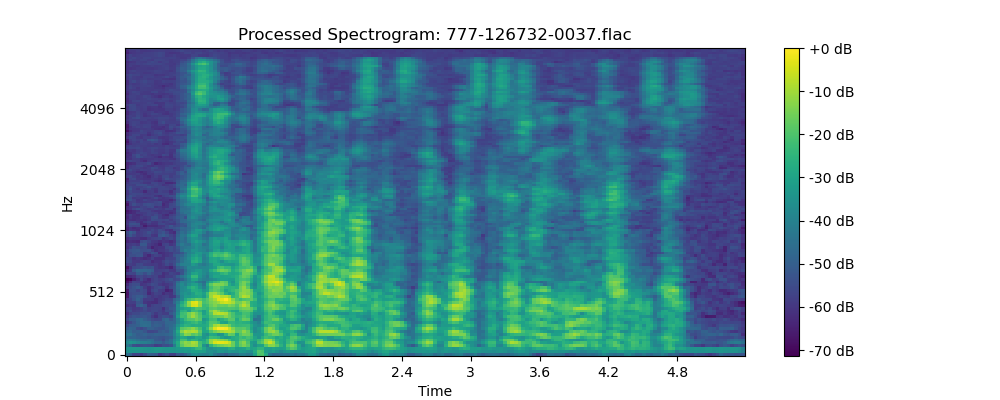 Processed Spectrogram: 777-126732-0037.flac
Hz
4096
2048
1024
512
0
0 0.6 1.2 1.8 2.4 3 3.6 4.2 4.8
Time
+0 dB
-10 dB
-20 dB
-30 dB
-40 dB
-50 dB
-60 dB
-70 dB